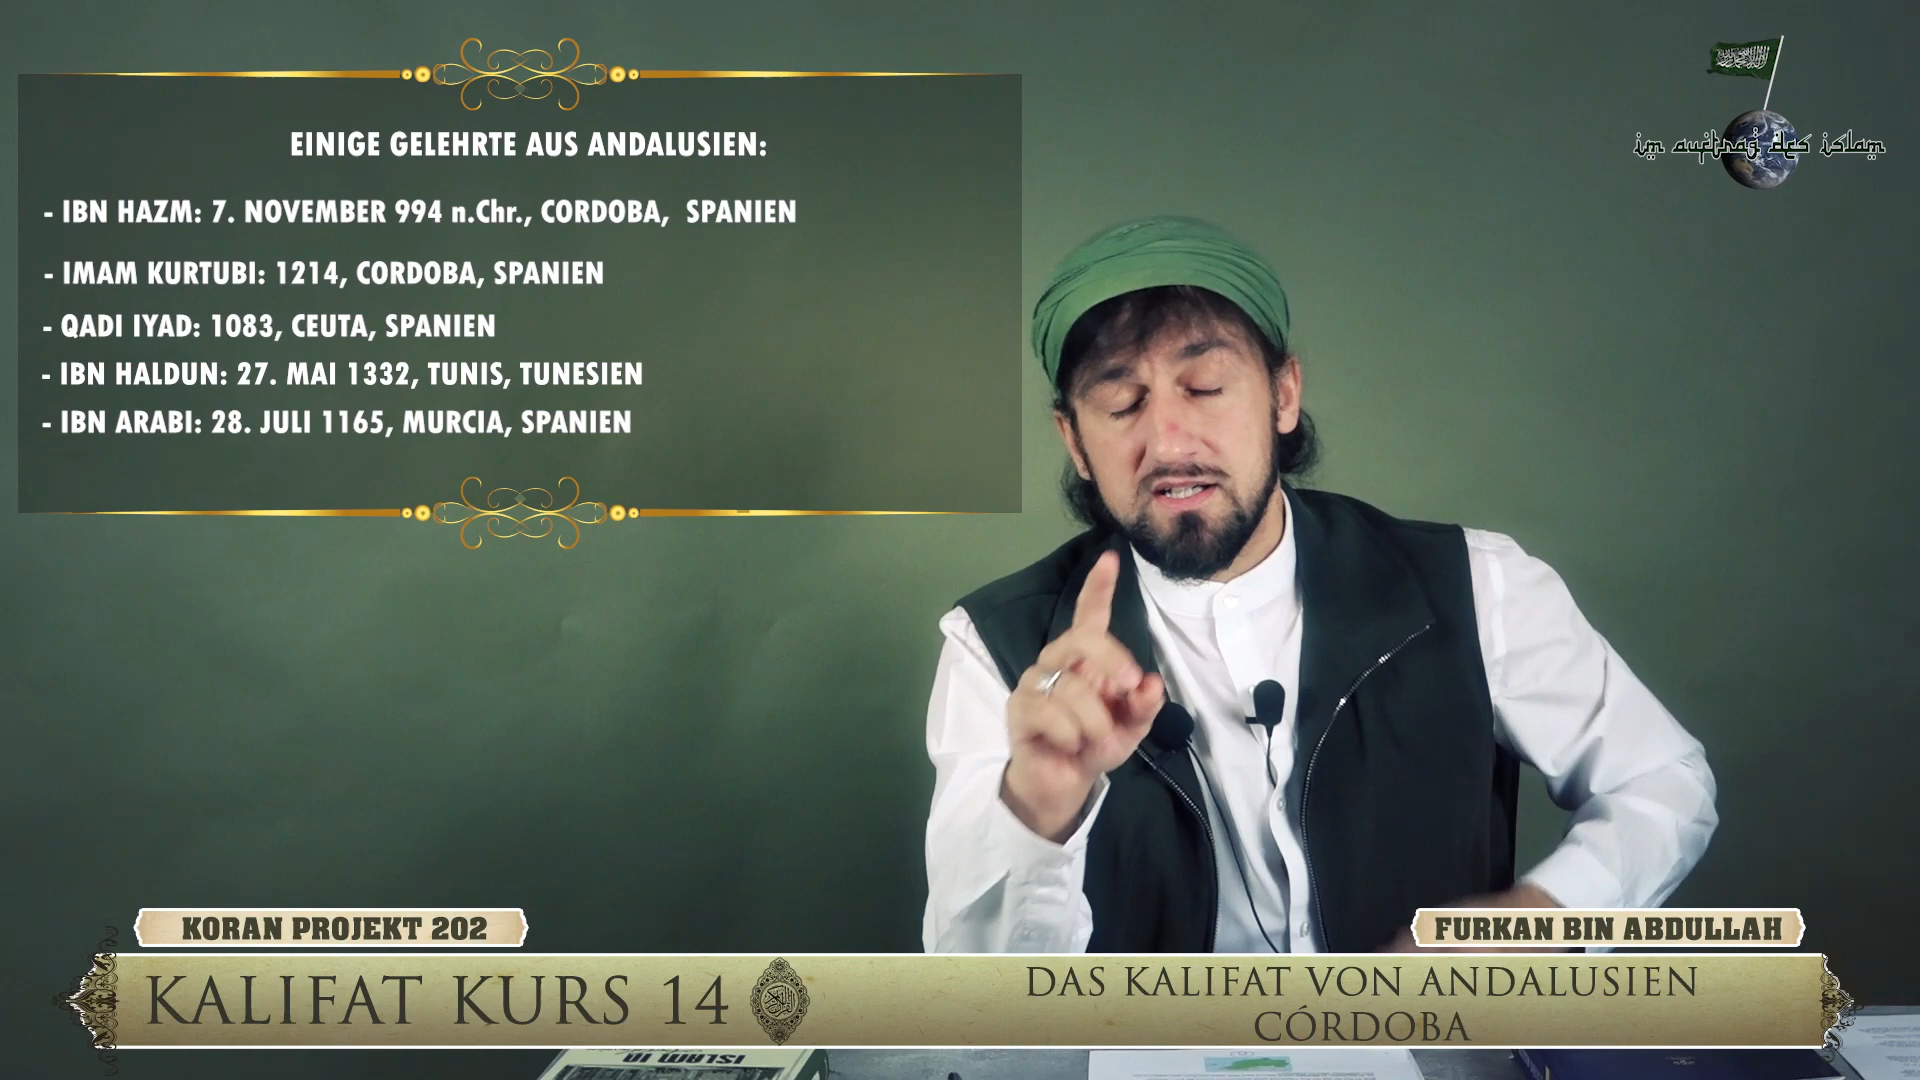 EINIGE GELEHRTE AUS ANDALUSIEN:
- IBN HAZM: 7. NOVEMBER 994 n.Chr., CORDOBA, SPANIEN
- IMAM KURTUBI: 1214, CORDOBA, SPANIEN
- QADI IYAD: 1083, CEUTA, SPANIEN
- IBN HALDUN: 27. MAI 1332, TUNIS, TUNESIEN
- IBN ARABI: 28. JULI 1165, MURCIA, SPANIEN
im auftrag des islam
KORAN PROJEKT 202
FURKAN BIN ABDULLAH
KALIFAT KURS 14
DAS KALIFAT VON ANDALUSIEN
CÓRDOBA